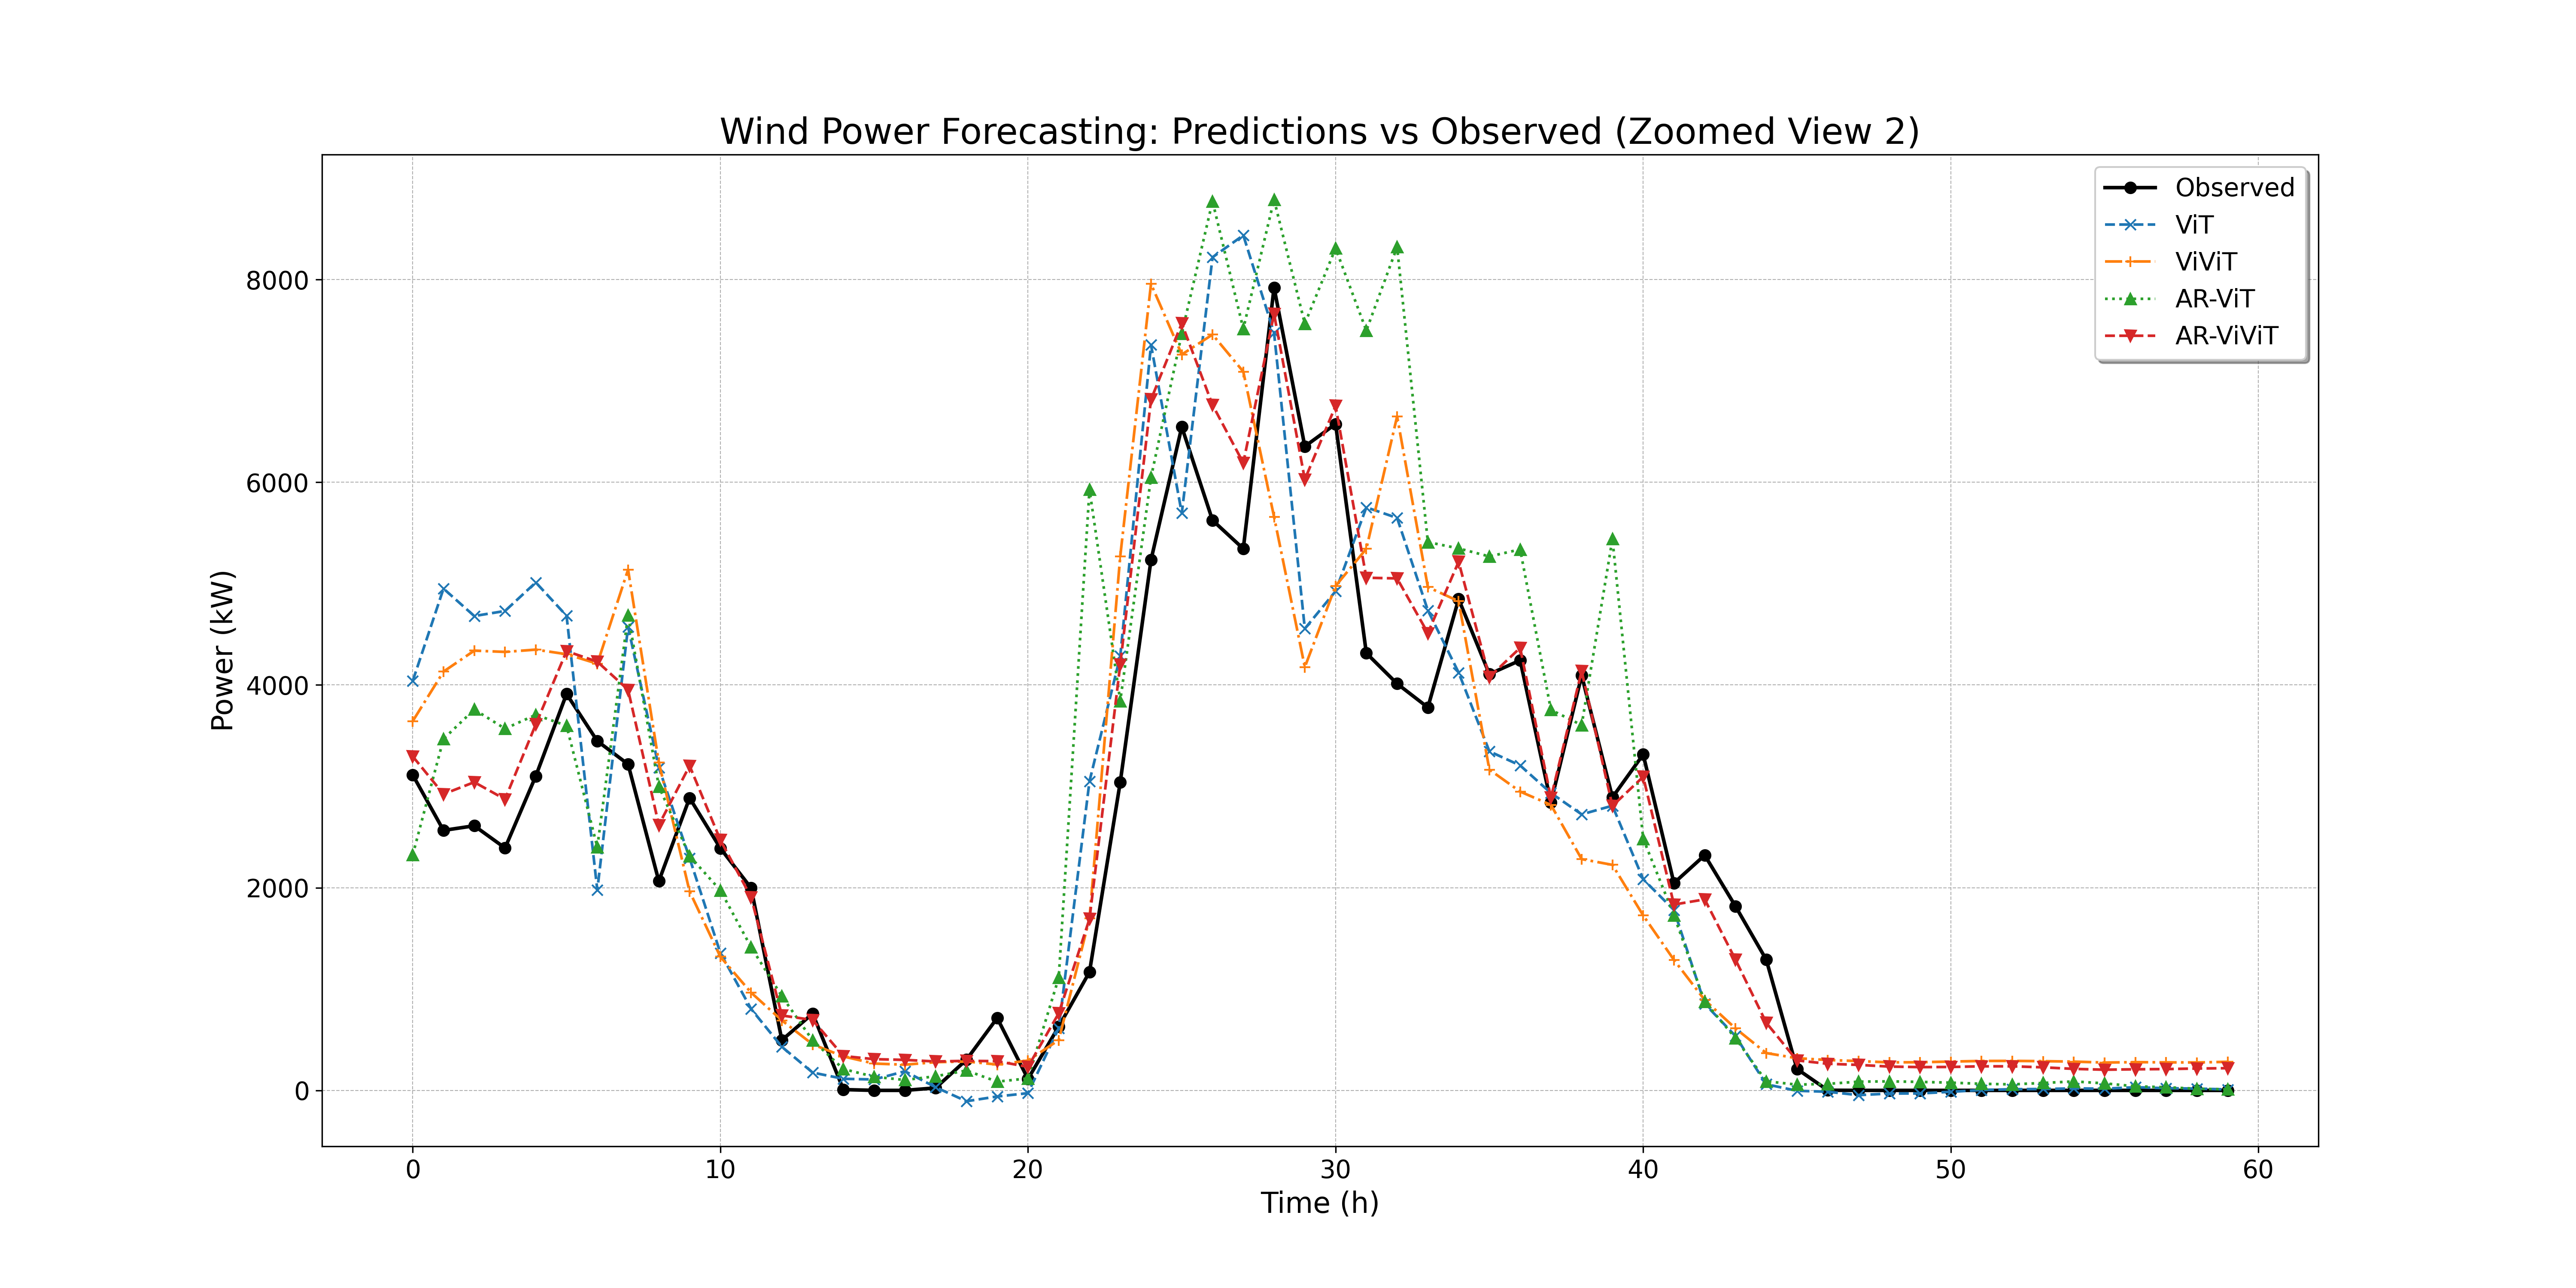 Wind Power Forecasting: Predictions vs Observed (Zoomed View 2)
Observed
ViT
ViViT
AR-ViT
AR-ViViT
Power (kW)
8000
6000
4000
2000
0
0 10 20 30 40 50 60
Time (h)